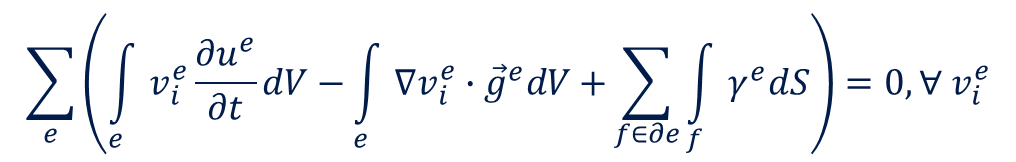 ∑_e (∫_e v_i^e ∂u^e/∂t dV − ∫_e ∇v_i^e · g⃗^e dV + ∑_{f∈∂e} ∫_f γ^e dS) = 0, ∀ v_i^e